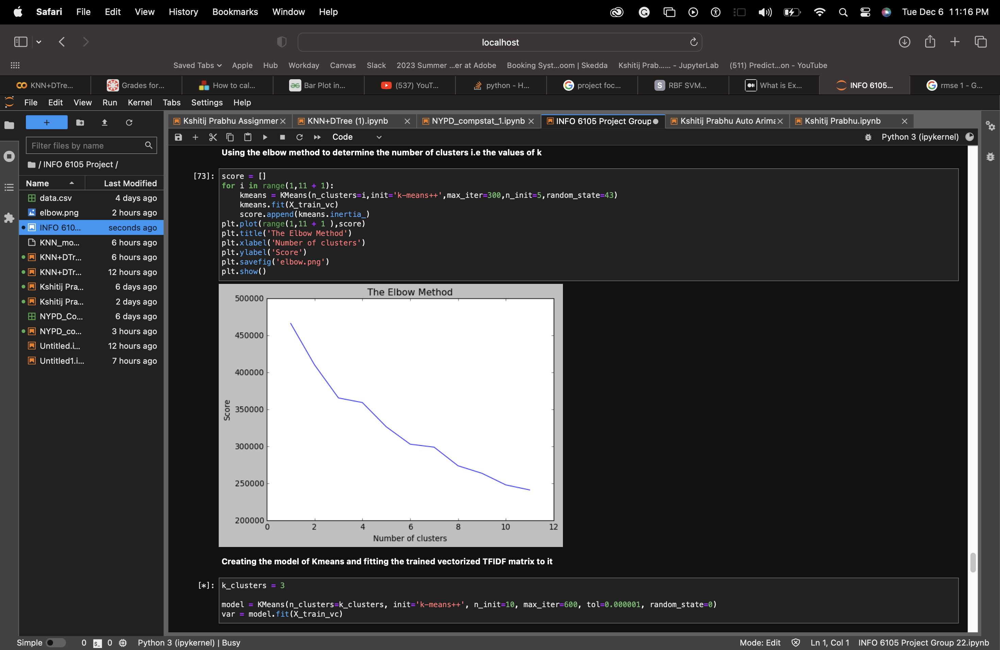 Safari File Edit View History Bookmarks Window Help Tue Dec 6 11:16 PM
localhost
Saved Tabs Apple Hub Workday Canvas Slack 2023 Summer ...er at Adobe Booking Syst...oom | Skedda Kshitij Prab...... - JupyterLab (511) Predict...on - YouTube
KNN+DTre... Grades for... How to cal... Bar Plot in... (537) YouT... python - H... project foc... S RBF SVM... What is Ex... INFO 6105... rmse 1 - G...
File Edit View Run Kernel Tabs Settings Help
Kshitij Prabhu Assignmer KNN+DTree (1).ipynb NYPD_compstat_1.ipynb INFO 6105 Project Group Kshitij Prabhu Auto Arima Kshitij Prabhu.ipynb
Code Python 3 (ipykernel)
Filter files by name
/ INFO 6105 Project /
Name Last Modified
data.csv 4 days ago
elbow.png 2 hours ago
INFO 610... seconds ago
KNN_mo... 6 hours ago
KNN+DTr... 6 hours ago
KNN+DTr... 12 hours ago
Kshitij Pra... 6 days ago
Kshitij Pra... 2 days ago
NYPD_Co... 6 days ago
NYPD_co... 3 hours ago
Untitled.i... 12 hours ago
Untitled1.i... 7 hours ago
Using the elbow method to determine the number of clusters i.e the values of k
[73]: score = []
for i in range(1,11 + 1):
    kmeans = KMeans(n_clusters=i,init='k-means++',max_iter=300,n_init=5,random_state=43)
    kmeans.fit(X_train_vc)
    score.append(kmeans.inertia_)
plt.plot(range(1,11 + 1 ),score)
plt.title('The Elbow Method')
plt.xlabel('Number of clusters')
plt.ylabel('Score')
plt.savefig('elbow.png')
plt.show()
The Elbow Method
500000
450000
400000
350000
300000
250000
200000
Score
0 2 4 6 8 10 12
Number of clusters
Creating the model of Kmeans and fitting the trained vectorized TFIDF matrix to it
[*]: k_clusters = 3
model = KMeans(n_clusters=k_clusters, init='k-means++', n_init=10, max_iter=600, tol=0.000001, random_state=0)
var = model.fit(X_train_vc)
Simple 0 $_ 0 Python 3 (ipykernel) | Busy Mode: Edit Ln 1, Col 1 INFO 6105 Project Group 22.ipynb